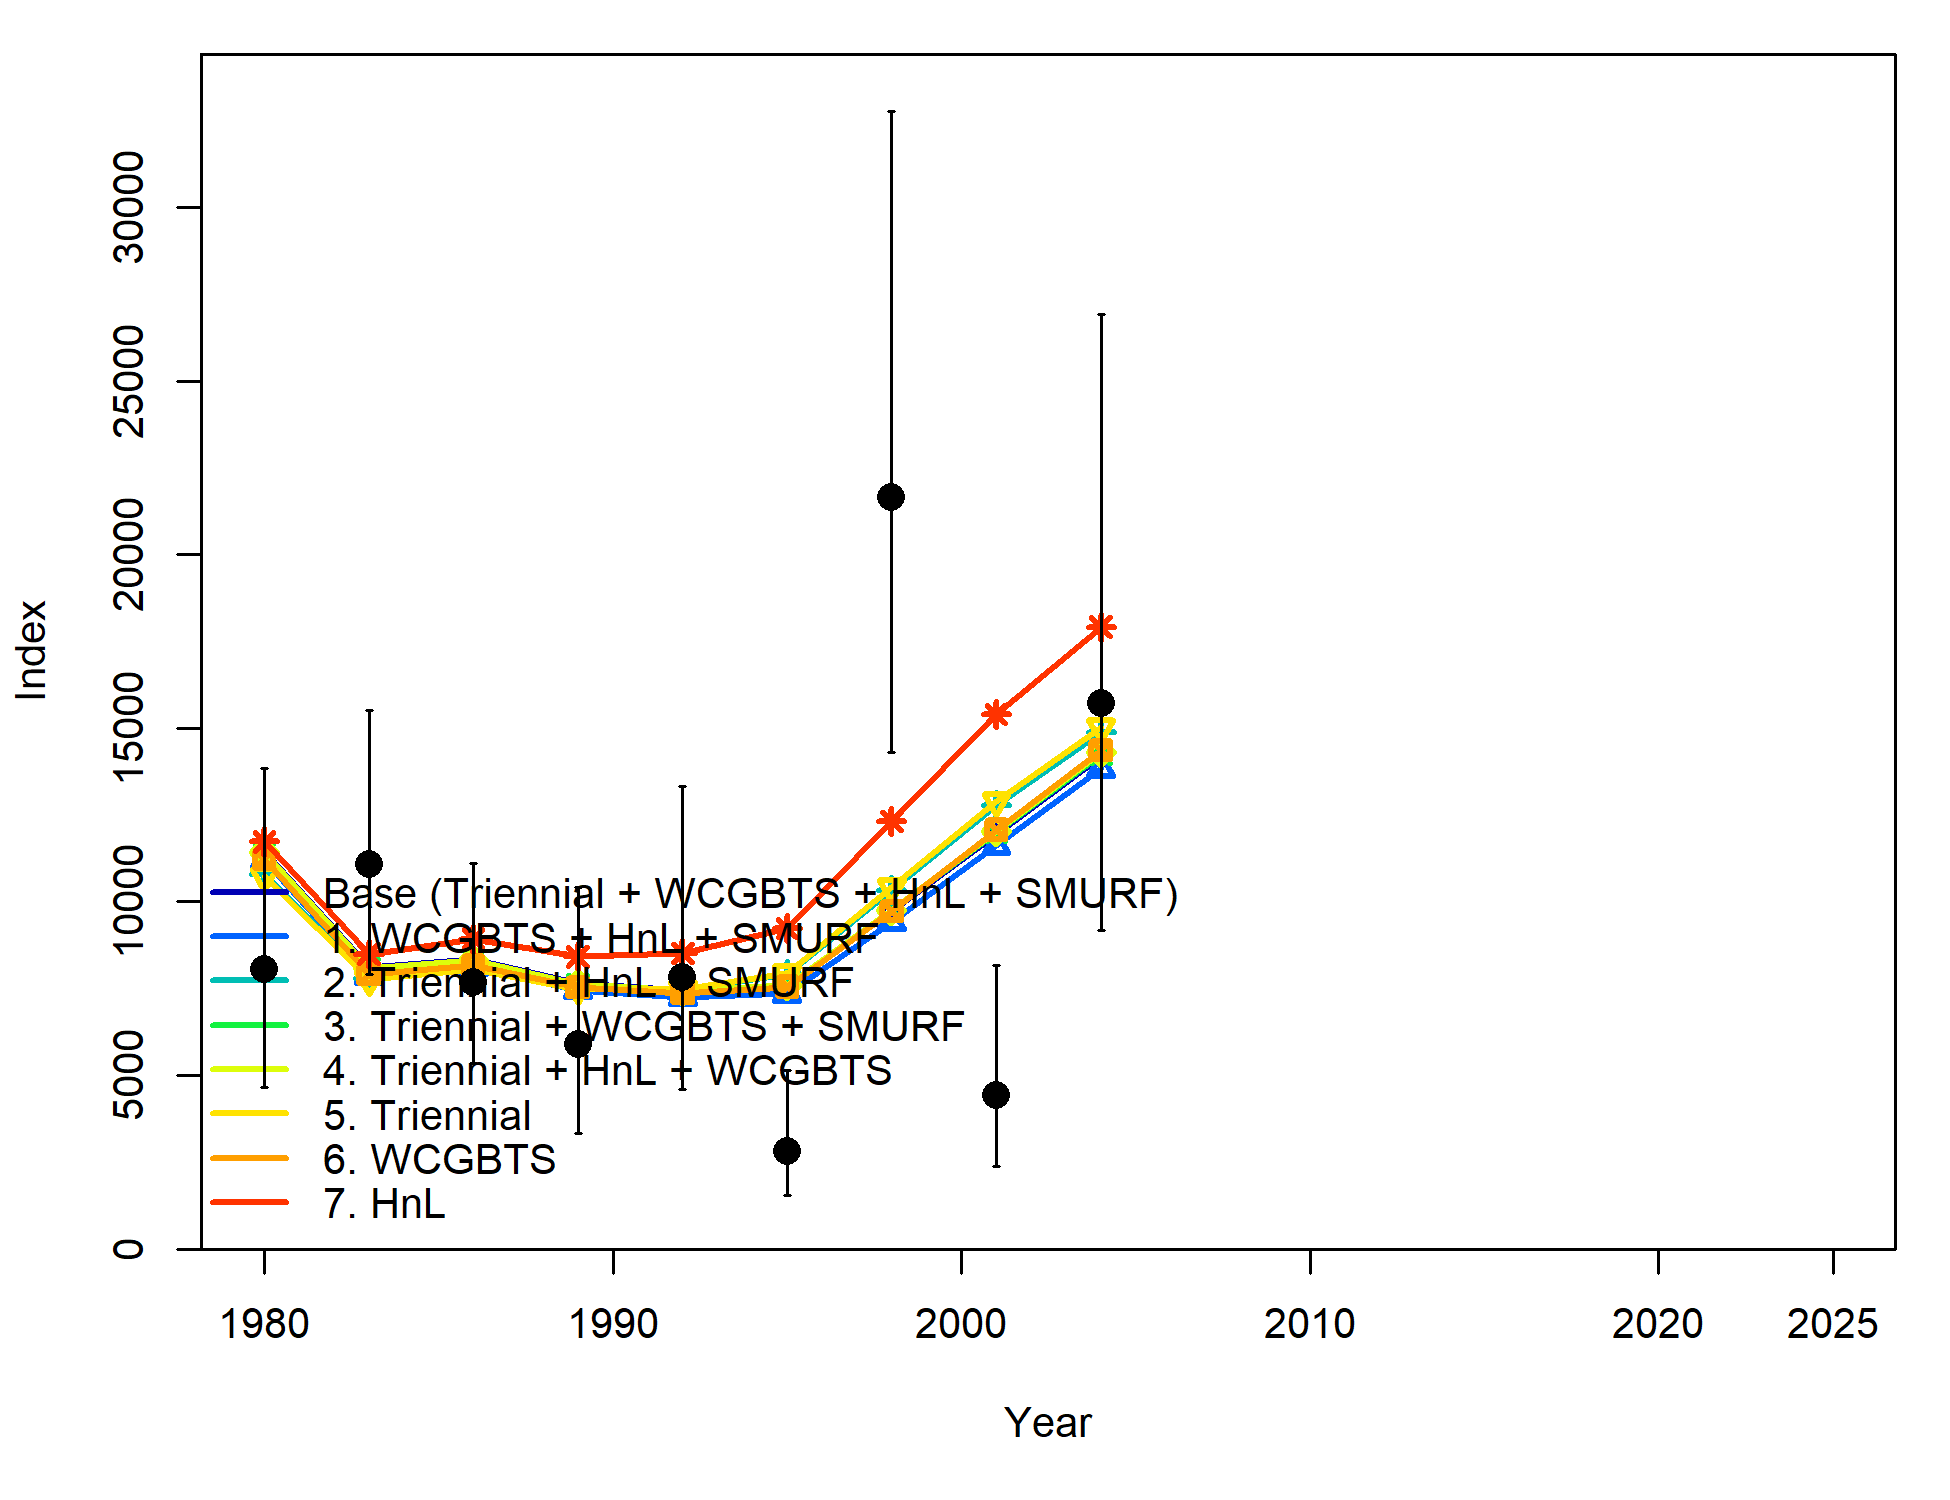 30000
25000
20000
15000
10000
5000
0
Index
Base (Triennial + WCGBTS + HnL + SMURF)
1. WCGBTS + HnL + SMURF
2. Triennial + HnL + SMURF
3. Triennial + WCGBTS + SMURF
4. Triennial + HnL + WCGBTS
5. Triennial
6. WCGBTS
7. HnL
1980 1990 2000 2010 2020 2025
Year